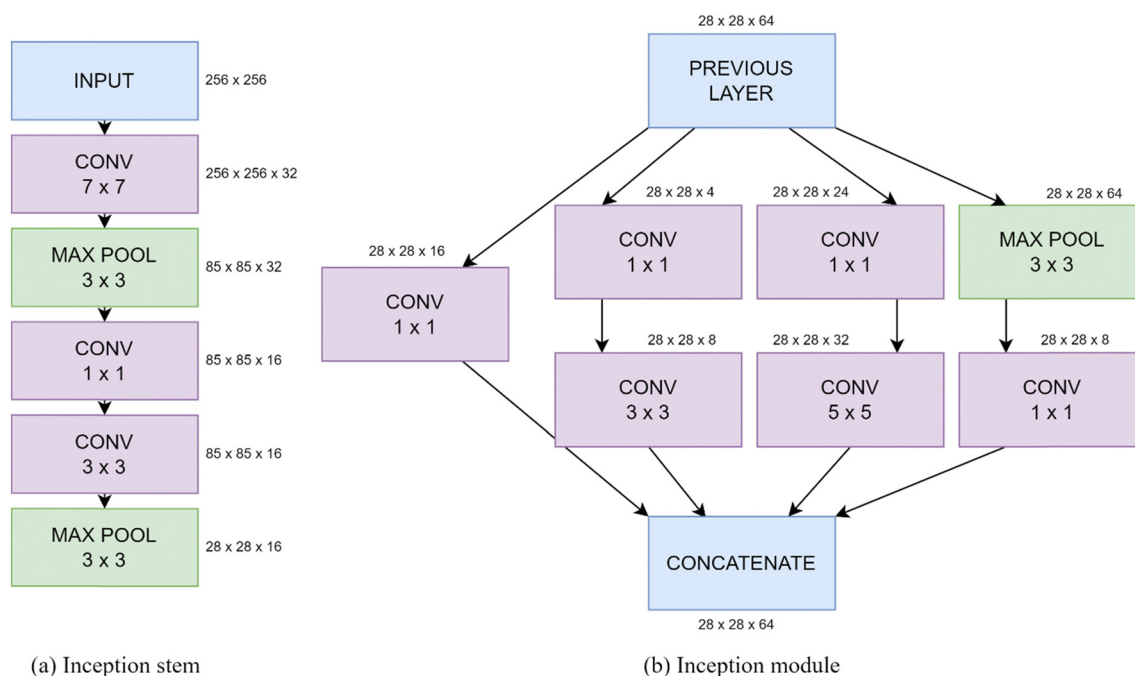 INPUT
256 x 256
CONV
7 x 7
256 x 256 x 32
MAX POOL
3 x 3
85 x 85 x 32
CONV
1 x 1
85 x 85 x 16
CONV
3 x 3
85 x 85 x 16
MAX POOL
3 x 3
28 x 28 x 16
(a) Inception stem
28 x 28 x 64
PREVIOUS
LAYER
28 x 28 x 16
CONV
1 x 1
28 x 28 x 4
CONV
1 x 1
28 x 28 x 24
CONV
1 x 1
28 x 28 x 64
MAX POOL
3 x 3
28 x 28 x 8
CONV
3 x 3
28 x 28 x 32
CONV
5 x 5
28 x 28 x 8
CONV
1 x 1
CONCATENATE
28 x 28 x 64
(b) Inception module